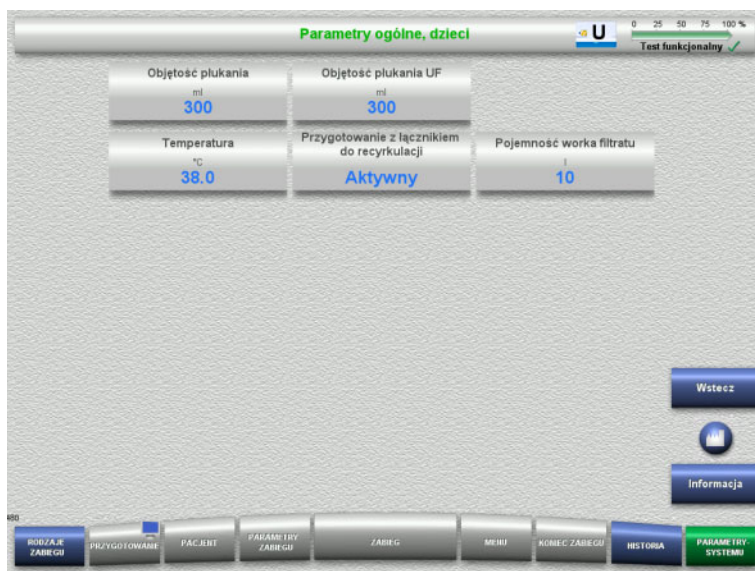 Parametry ogólne, dzieci
U
0 25 50 75 100 %
Test funkcjonalny
Objętość płukania
ml
300
Objętość płukania UF
ml
300
Temperatura
°C
38.0
Przygotowanie z łącznikiem
do recyrkulacji
Aktywny
Pojemność worka filtratu
l
10
Wstecz
Informacja
460
RODZAJE
ZABIEGU
PRZYGOTOWANIE
PACJENT
PARAMETRY
ZABIEGU
ZABIEG
MENU
KONIEC ZABIEGU
HISTORIA
PARAMETRY-
SYSTEMU